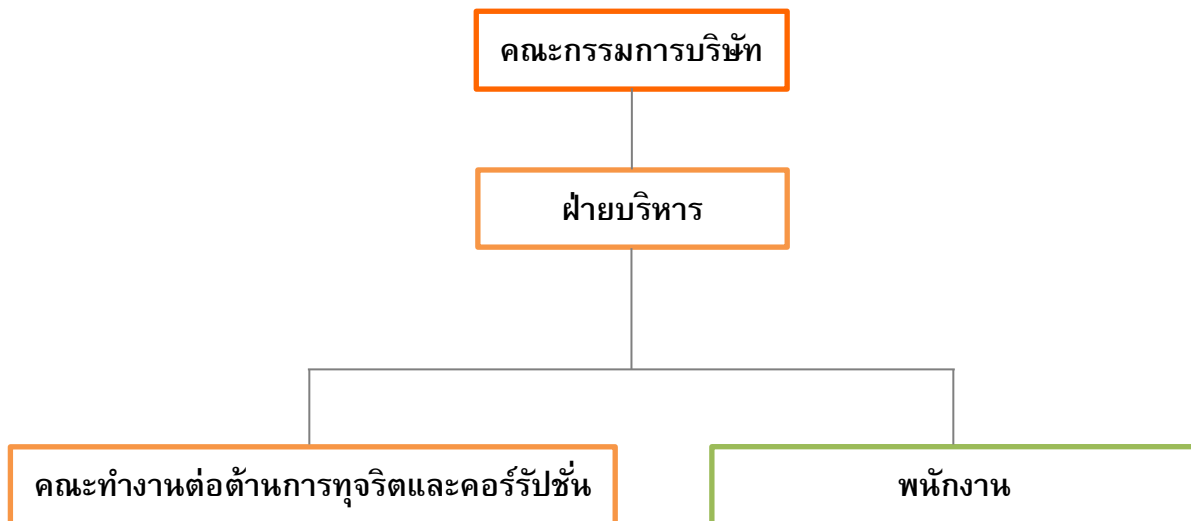 คณะกรรมการบริษัท
ฝ่ายบริหาร
คณะทำงานต่อต้านการทุจริตและคอร์รัปชั่น
พนักงาน